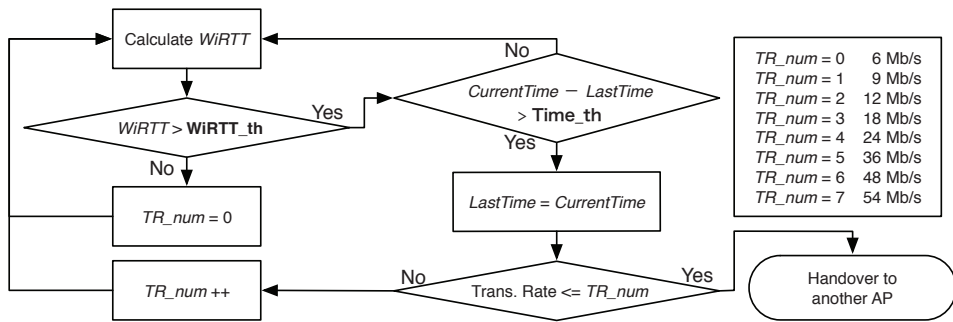 Calculate WiRTT
WiRTT > WiRTT_th
Yes
No
TR_num = 0
TR_num ++
No
CurrentTime − LastTime
> Time_th
Yes
LastTime = CurrentTime
No
Trans. Rate <= TR_num
Yes
Handover to
another AP
TR_num = 0 6 Mb/s
TR_num = 1 9 Mb/s
TR_num = 2 12 Mb/s
TR_num = 3 18 Mb/s
TR_num = 4 24 Mb/s
TR_num = 5 36 Mb/s
TR_num = 6 48 Mb/s
TR_num = 7 54 Mb/s